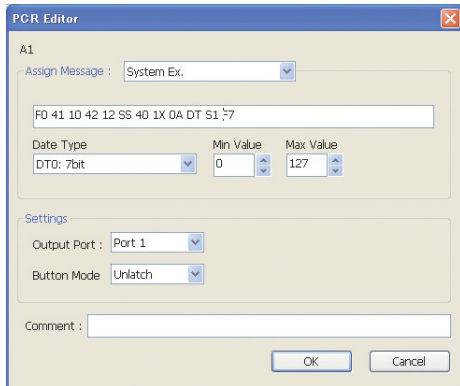 PCR Editor
A1
Assign Message : System Ex.
F0 41 10 42 12 SS 40 1X 0A DT S1 F7
Date Type Min Value Max Value
DT0: 7bit 0 127
Settings
Output Port : Port 1
Button Mode Unlatch
Comment :
OK Cancel